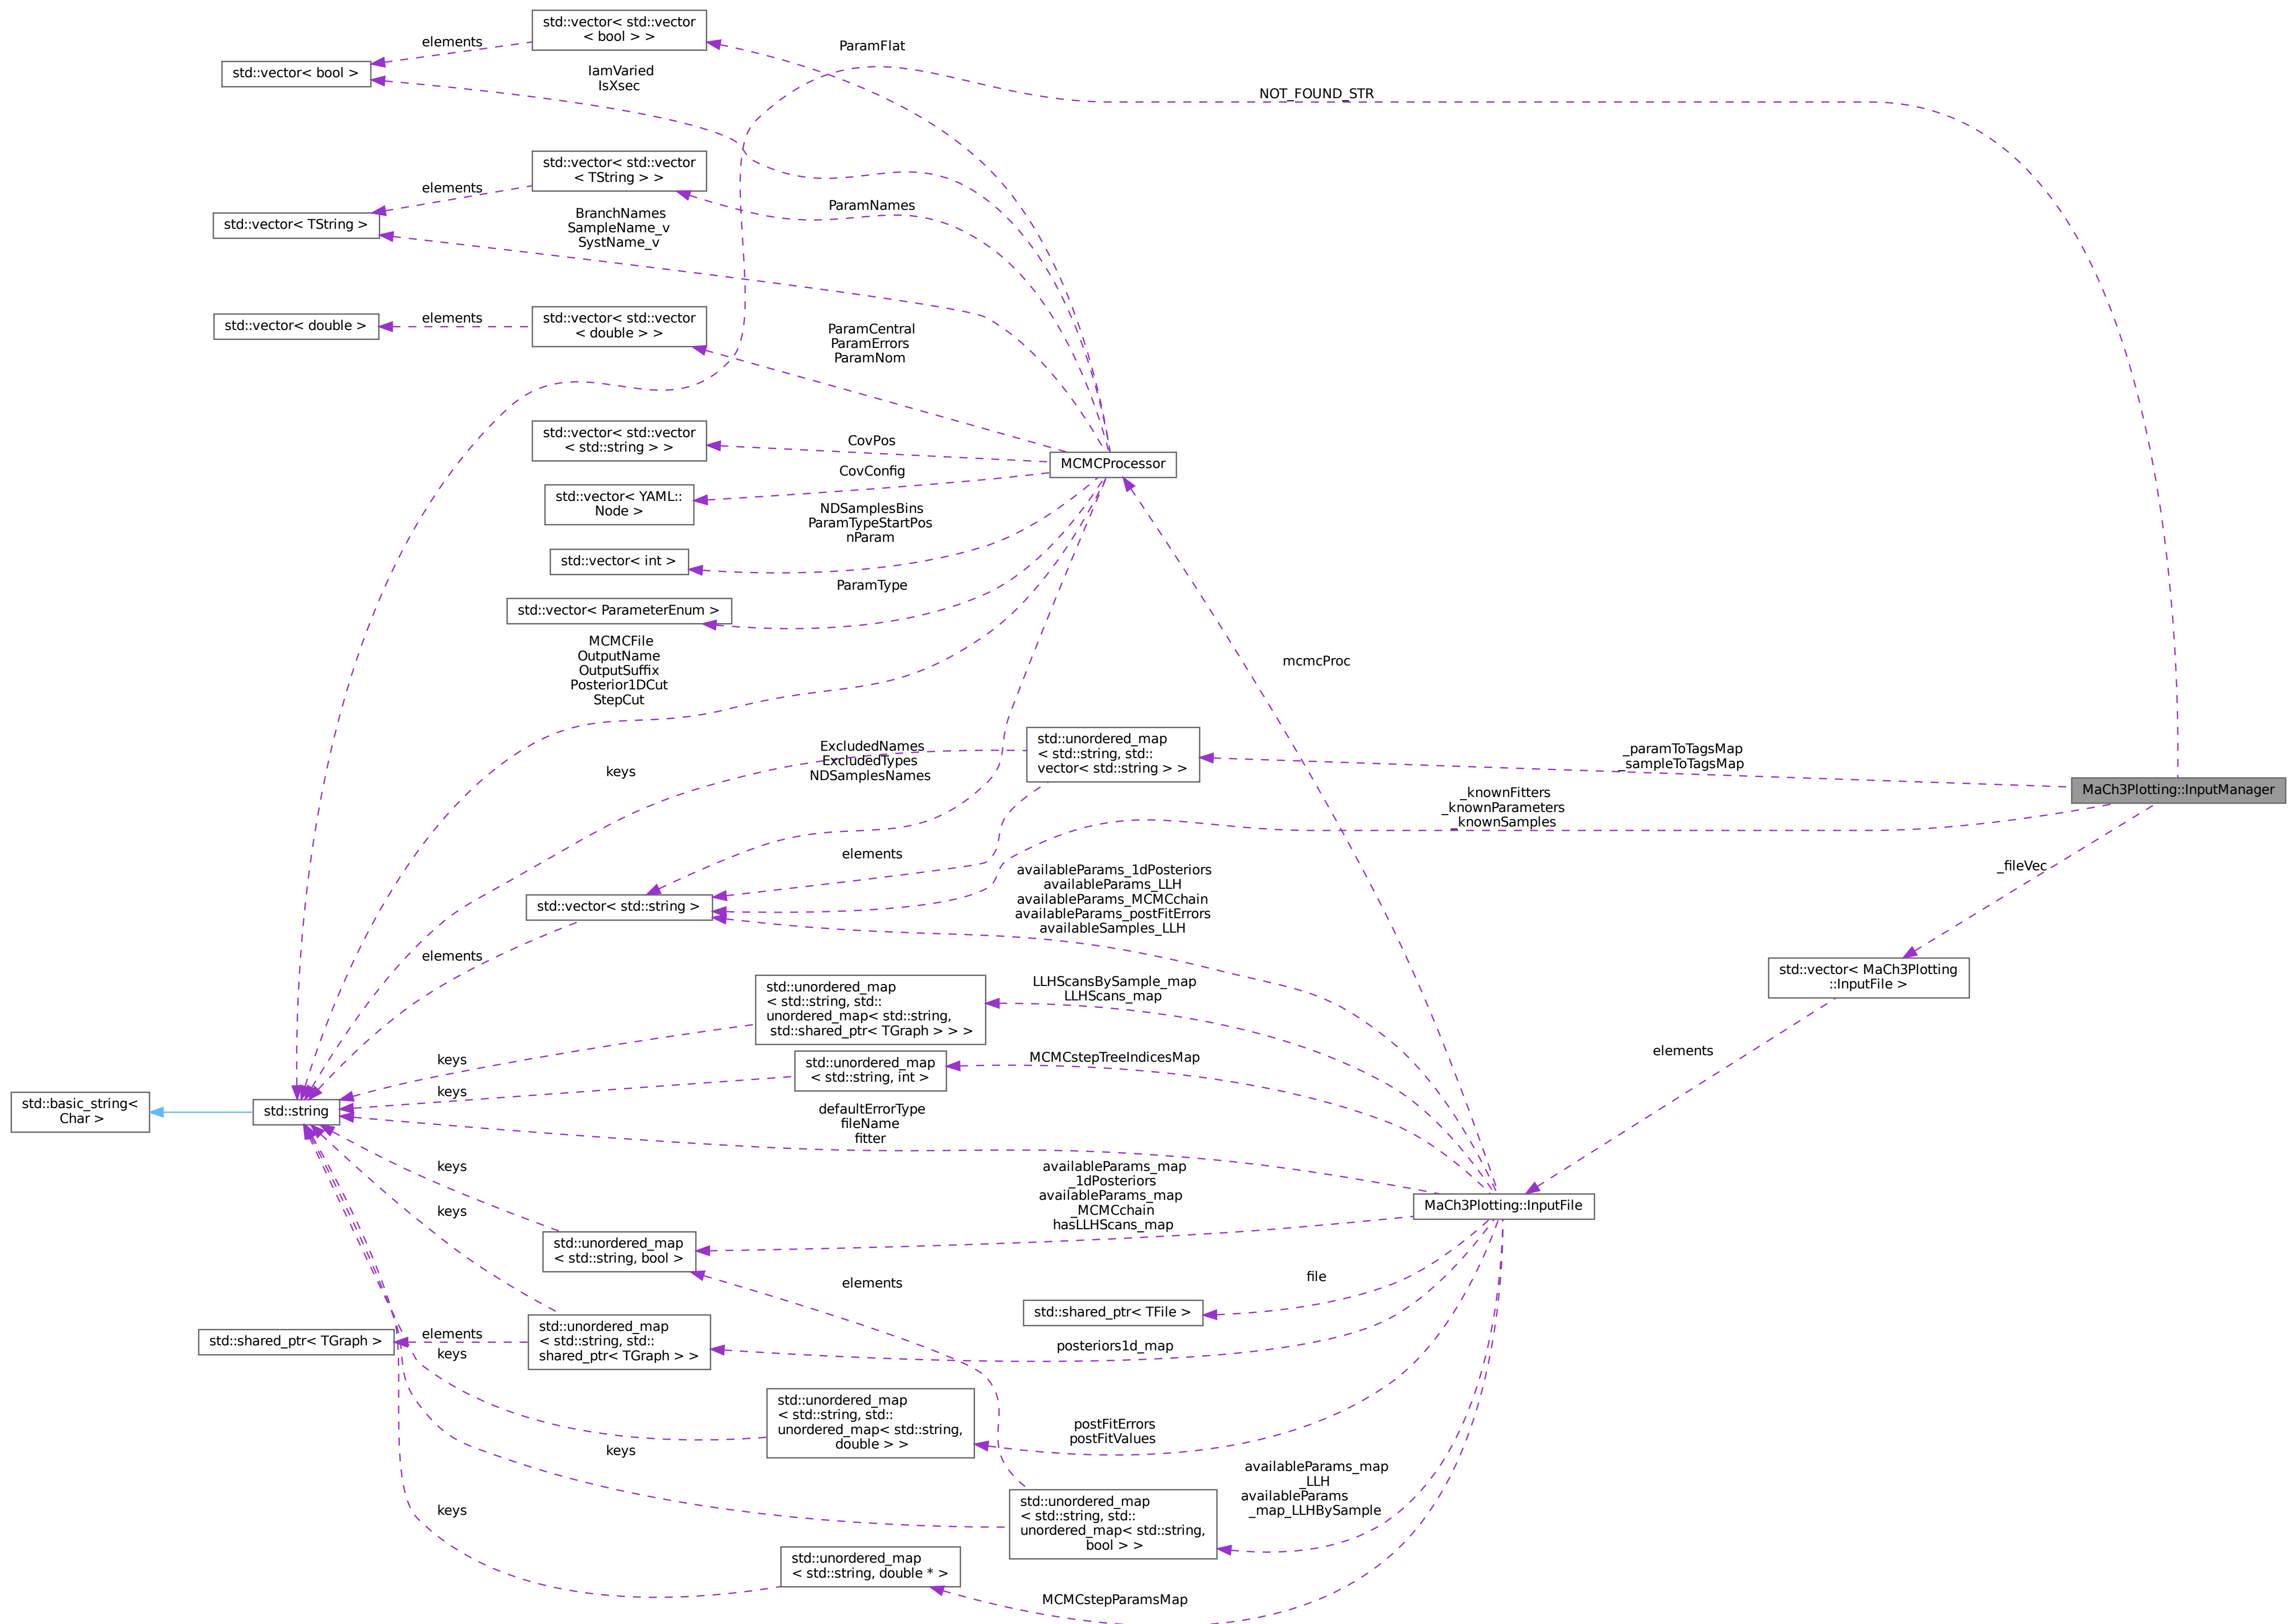 std::vector< std::vector
< bool > >
elements
ParamFlat
std::vector< bool >
IamVaried
IsXsec
NOT_FOUND_STR
std::vector< std::vector
< TString > >
elements
ParamNames
std::vector< TString >
BranchNames
SampleName_v
SystName_v
std::vector< double >
elements
std::vector< std::vector
< double > >
ParamCentral
ParamErrors
ParamNom
std::vector< std::vector
< std::string > >
CovPos
MCMCProcessor
CovConfig
std::vector< YAML::
Node >
NDSamplesBins
ParamTypeStartPos
nParam
std::vector< int >
ParamType
std::vector< ParameterEnum >
MCMCFile
OutputName
OutputSuffix
Posterior1DCut
StepCut
mcmcProc
std::unordered_map
< std::string, std::
vector< std::string > >
ExcludedNames
ExcludedTypes
NDSamplesNames
keys
_paramToTagsMap
_sampleToTagsMap
MaCh3Plotting::InputManager
_knownFitters
_knownParameters
_knownSamples
elements
_fileVec
availableParams_1dPosteriors
availableParams_LLH
availableParams_MCMCchain
availableParams_postFitErrors
availableSamples_LLH
std::vector< std::string >
elements
std::vector< MaCh3Plotting
::InputFile >
std::unordered_map
< std::string, std::
unordered_map< std::string,
std::shared_ptr< TGraph > > >
LLHScansBySample_map
LLHScans_map
elements
keys
std::unordered_map
< std::string, int >
MCMCstepTreeIndicesMap
keys
std::basic_string<
Char >
std::string
defaultErrorType
fileName
fitter
keys
availableParams_map
_1dPosteriors
availableParams_map
_MCMCchain
hasLLHScans_map
MaCh3Plotting::InputFile
keys
std::unordered_map
< std::string, bool >
elements
file
std::shared_ptr< TFile >
std::shared_ptr< TGraph >
elements
keys
std::unordered_map
< std::string, std::
shared_ptr< TGraph > >
posteriors1d_map
std::unordered_map
< std::string, std::
unordered_map< std::string,
double > >
postFitErrors
postFitValues
keys
availableParams_map
_LLH
availableParams
_map_LLHBySample
keys
std::unordered_map
< std::string, std::
unordered_map< std::string,
bool > >
std::unordered_map
< std::string, double * >
MCMCstepParamsMap